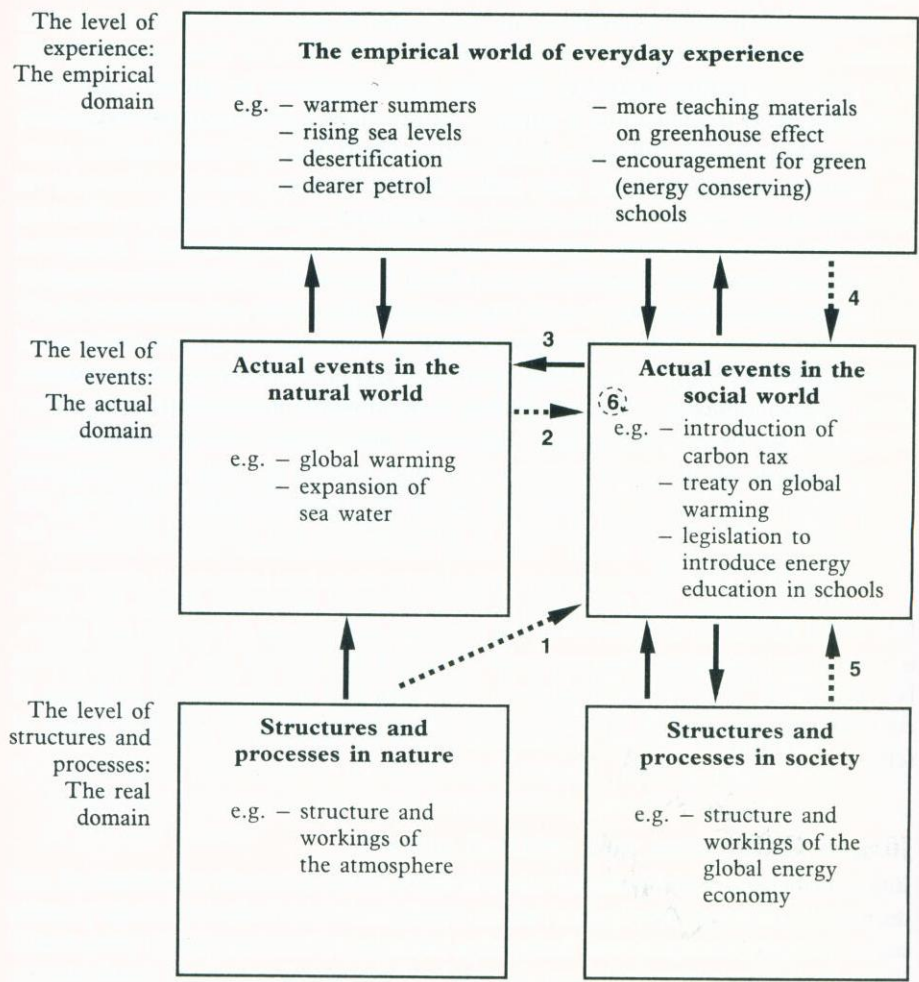 The level of
experience:
The empirical
domain
The empirical world of everyday experience
e.g. – warmer summers
– rising sea levels
– desertification
– dearer petrol
– more teaching materials
on greenhouse effect
– encouragement for green
(energy conserving)
schools
4
The level of
events:
The actual
domain
Actual events in the
natural world
e.g. – global warming
– expansion of
sea water
3
2
Actual events in the
social world
6
e.g. – introduction of
carbon tax
– treaty on global
warming
– legislation to
introduce energy
education in schools
1
5
The level of
structures and
processes:
The real
domain
Structures and
processes in nature
e.g. – structure and
workings of
the atmosphere
Structures and
processes in society
e.g. – structure and
workings of the
global energy
economy